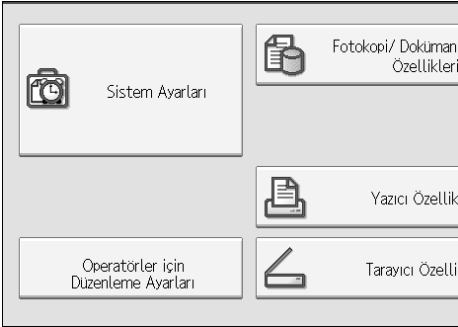 Sistem Ayarları
Fotokopi/ Doküman
Özellikleri
Yazıcı Özellik
Operatörler için
Düzenleme Ayarları
Tarayıcı Özelli